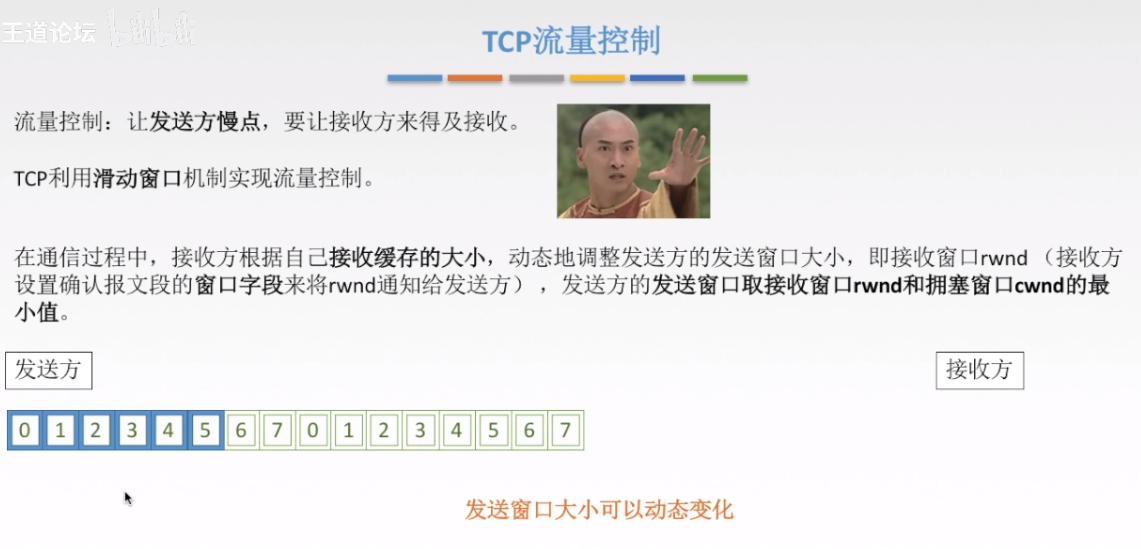 王道论坛 bilibili
TCP流量控制
流量控制：让发送方慢点，要让接收方来得及接收。
TCP利用滑动窗口机制实现流量控制。
在通信过程中，接收方根据自己接收缓存的大小，动态地调整发送方的发送窗口大小，即接收窗口rwnd（接收方
设置确认报文段的窗口字段来将rwnd通知给发送方），发送方的发送窗口取接收窗口rwnd和拥塞窗口cwnd的最
小值。
发送方
接收方
0 1 2 3 4 5 6 7 0 1 2 3 4 5 6 7
发送窗口大小可以动态变化